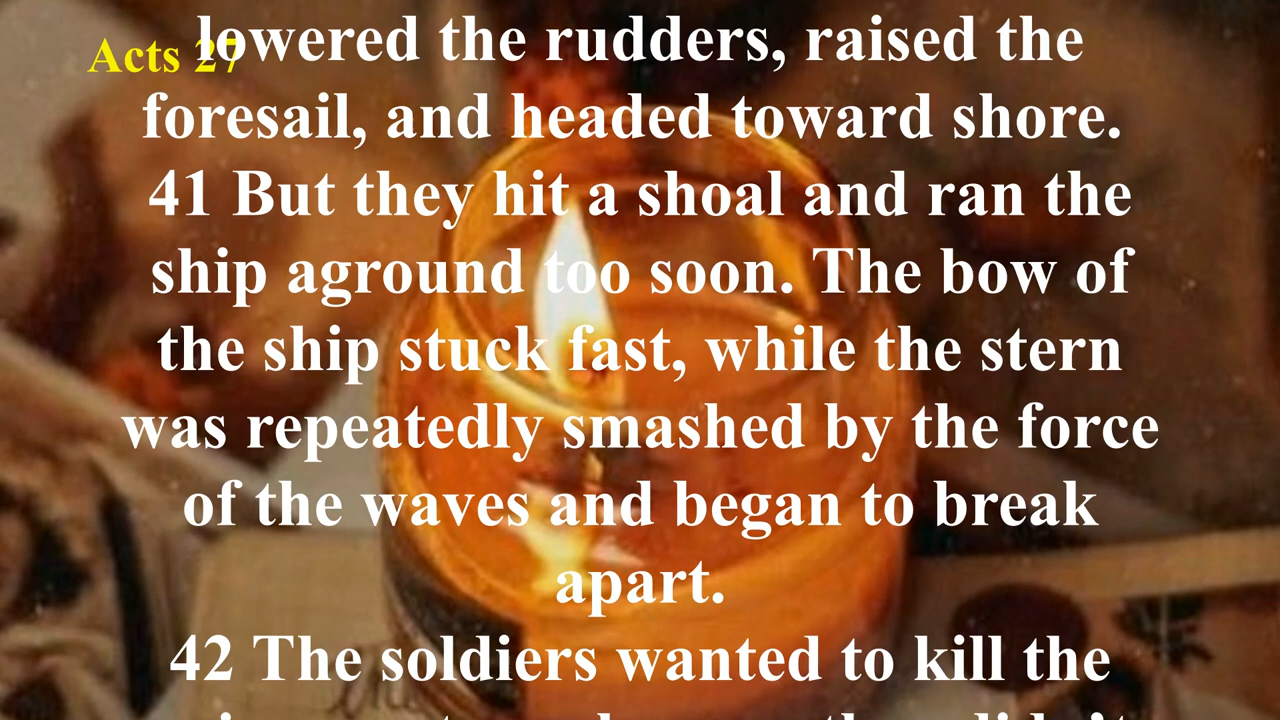 Acts 27
lowered the rudders, raised the
foresail, and headed toward shore.
41 But they hit a shoal and ran the
ship aground too soon. The bow of
the ship stuck fast, while the stern
was repeatedly smashed by the force
of the waves and began to break
apart.
42 The soldiers wanted to kill the